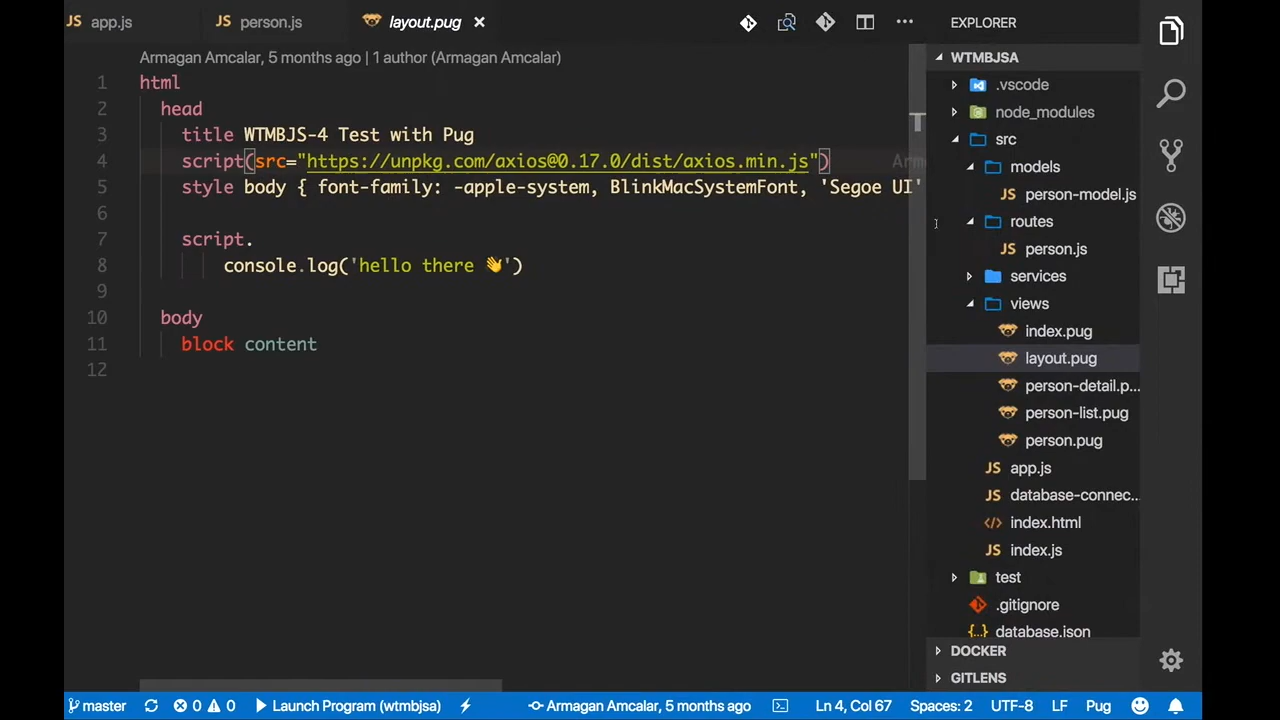 app.js
person.js
layout.pug
EXPLORER
Armagan Amcalar, 5 months ago | 1 author (Armagan Amcalar)
1 html
2 head
3 title WTMBJS-4 Test with Pug
4 script(src="https://unpkg.com/axios@0.17.0/dist/axios.min.js")
5 style body { font-family: -apple-system, BlinkMacSystemFont, 'Segoe UI'
6
7 script.
8 console.log('hello there 👋')
9
10 body
11 block content
12
WTMBJSA
.vscode
node_modules
src
models
person-model.js
routes
person.js
services
views
index.pug
layout.pug
person-detail.p...
person-list.pug
person.pug
app.js
database-connec...
index.html
index.js
test
.gitignore
database.json
DOCKER
GITLENS
master
0 0
Launch Program (wtmbjsa)
Armagan Amcalar, 5 months ago
Ln 4, Col 67
Spaces: 2
UTF-8
LF
Pug